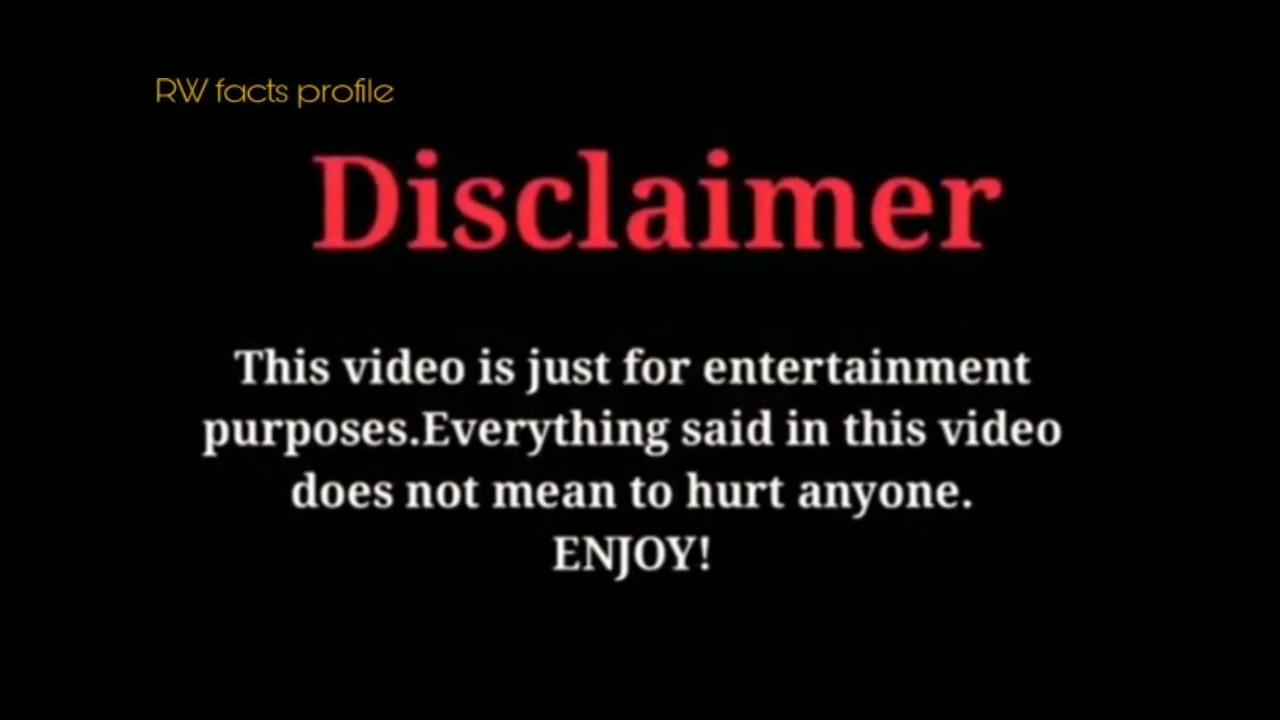 RW facts profile
Disclaimer
This video is just for entertainment
purposes.Everything said in this video
does not mean to hurt anyone.
ENJOY!